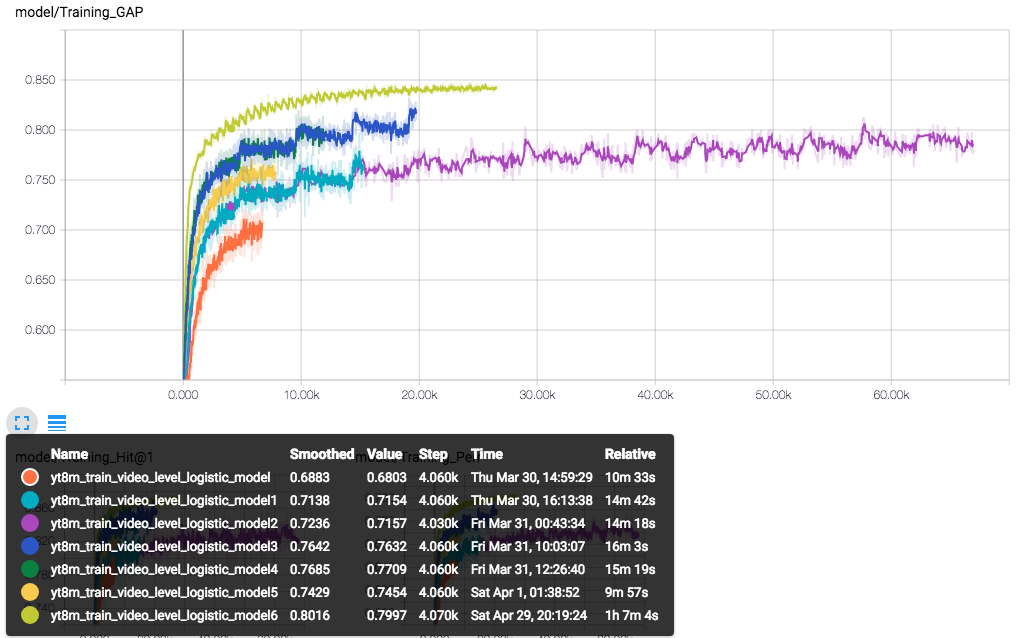 model/Training_GAP
0.850
0.800
0.750
0.700
0.650
0.600
0.000 10.00k 20.00k 30.00k 40.00k 50.00k 60.00k
Name Smoothed Value Step Time Relative
yt8m_train_video_level_logistic_model 0.6883 0.6803 4.060k Thu Mar 30, 14:59:29 10m 33s
yt8m_train_video_level_logistic_model1 0.7138 0.7154 4.060k Thu Mar 30, 16:13:38 14m 42s
yt8m_train_video_level_logistic_model2 0.7236 0.7157 4.030k Fri Mar 31, 00:43:34 14m 18s
yt8m_train_video_level_logistic_model3 0.7642 0.7632 4.060k Fri Mar 31, 10:03:07 16m 3s
yt8m_train_video_level_logistic_model4 0.7685 0.7709 4.060k Fri Mar 31, 12:26:40 15m 19s
yt8m_train_video_level_logistic_model5 0.7429 0.7454 4.060k Sat Apr 1, 01:38:52 9m 57s
yt8m_train_video_level_logistic_model6 0.8016 0.7997 4.070k Sat Apr 29, 20:19:24 1h 7m 4s